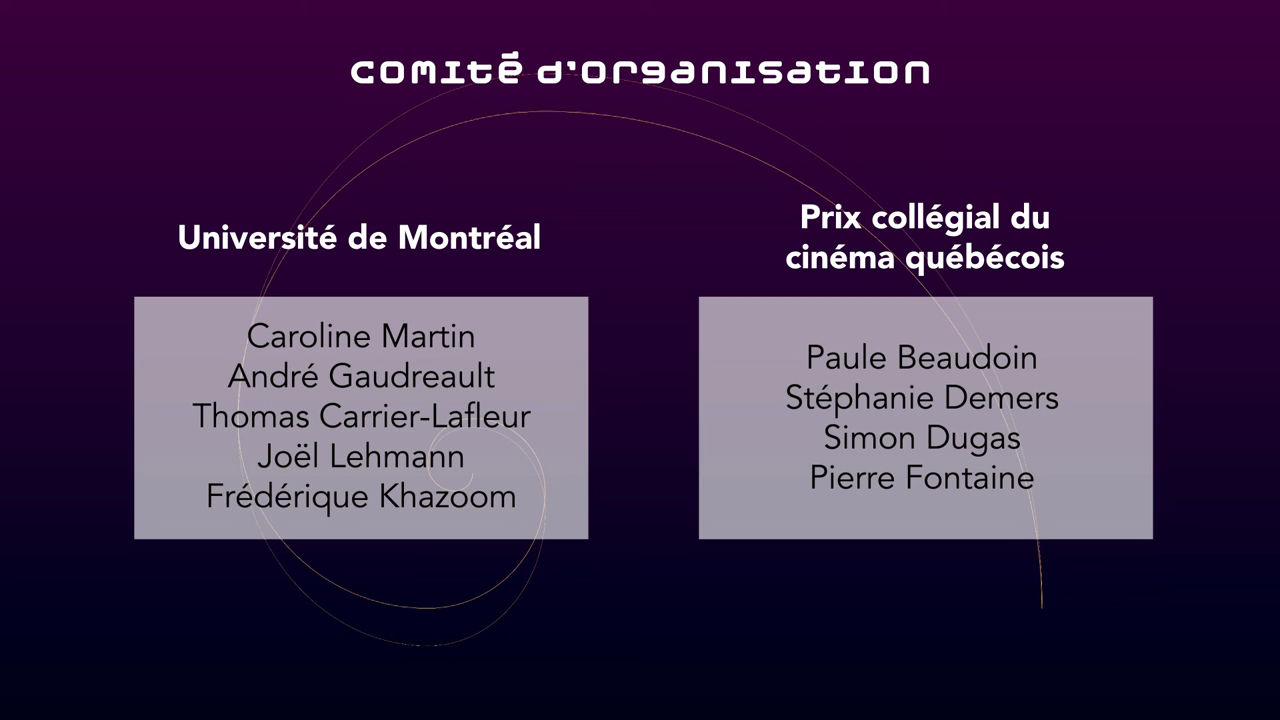 comité d'organisation
Université de Montréal
Caroline Martin
André Gaudreault
Thomas Carrier-Lafleur
Joël Lehmann
Frédérique Khazoom
Prix collégial du
cinéma québécois
Paule Beaudoin
Stéphanie Demers
Simon Dugas
Pierre Fontaine